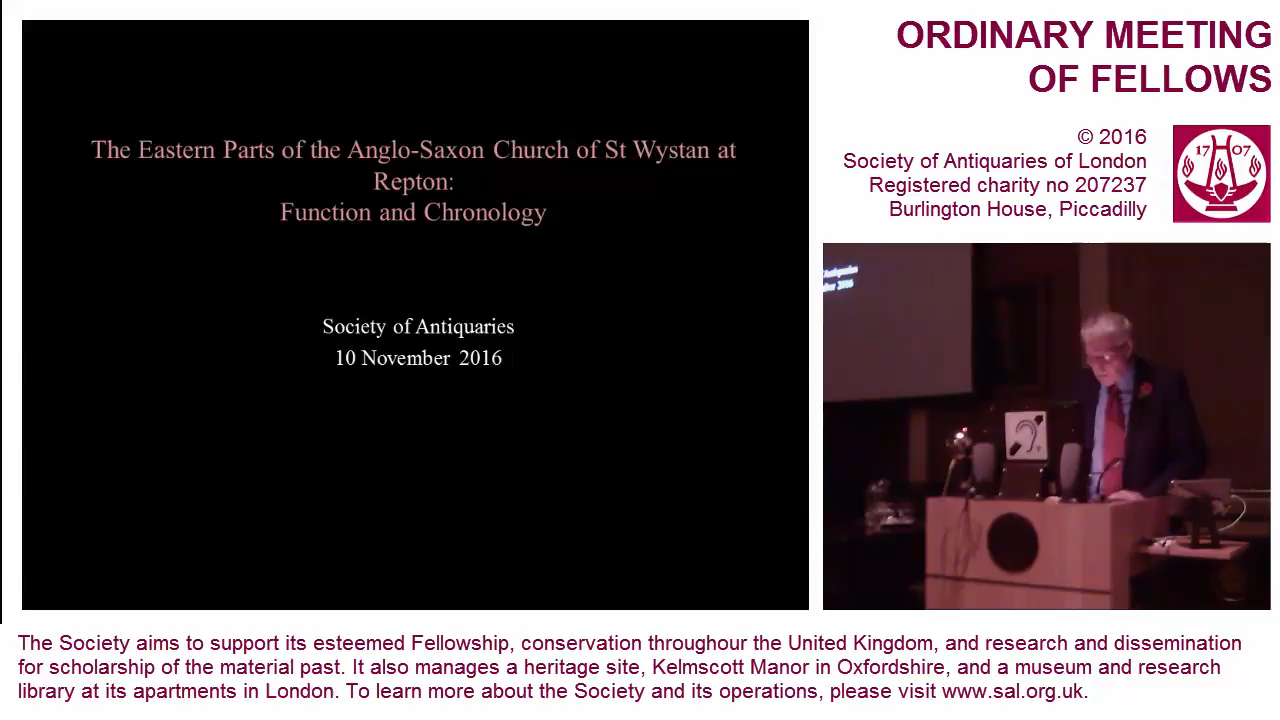 The Eastern Parts of the Anglo-Saxon Church of St Wystan at
Repton:
Function and Chronology
Society of Antiquaries
10 November 2016
ORDINARY MEETING
OF FELLOWS
© 2016
Society of Antiquaries of London
Registered charity no 207237
Burlington House, Piccadilly
17 07
Antiquaries
ber 2016
The Society aims to support its esteemed Fellowship, conservation throughour the United Kingdom, and research and dissemination
for scholarship of the material past. It also manages a heritage site, Kelmscott Manor in Oxfordshire, and a museum and research
library at its apartments in London. To learn more about the Society and its operations, please visit www.sal.org.uk.